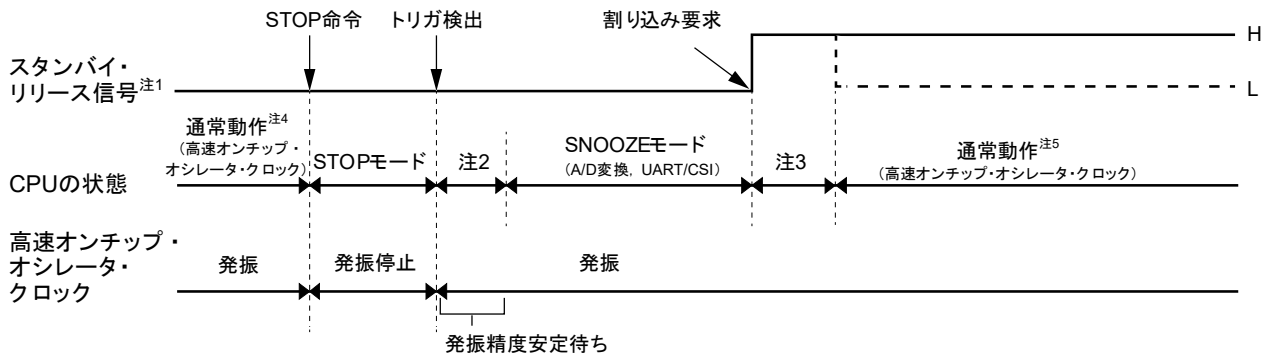 STOP命令
トリガ検出
割り込み要求
H
スタンバイ・
リリース信号注1
L
通常動作注4
(高速オンチップ・
オシレータ・クロック)
STOPモード
注2
SNOOZEモード
(A/D変換, UART/CSI)
注3
通常動作注5
(高速オンチップ・オシレータ・クロック)
CPUの状態
高速オンチップ・
オシレータ・
クロック
発振
発振停止
発振
発振精度安定待ち